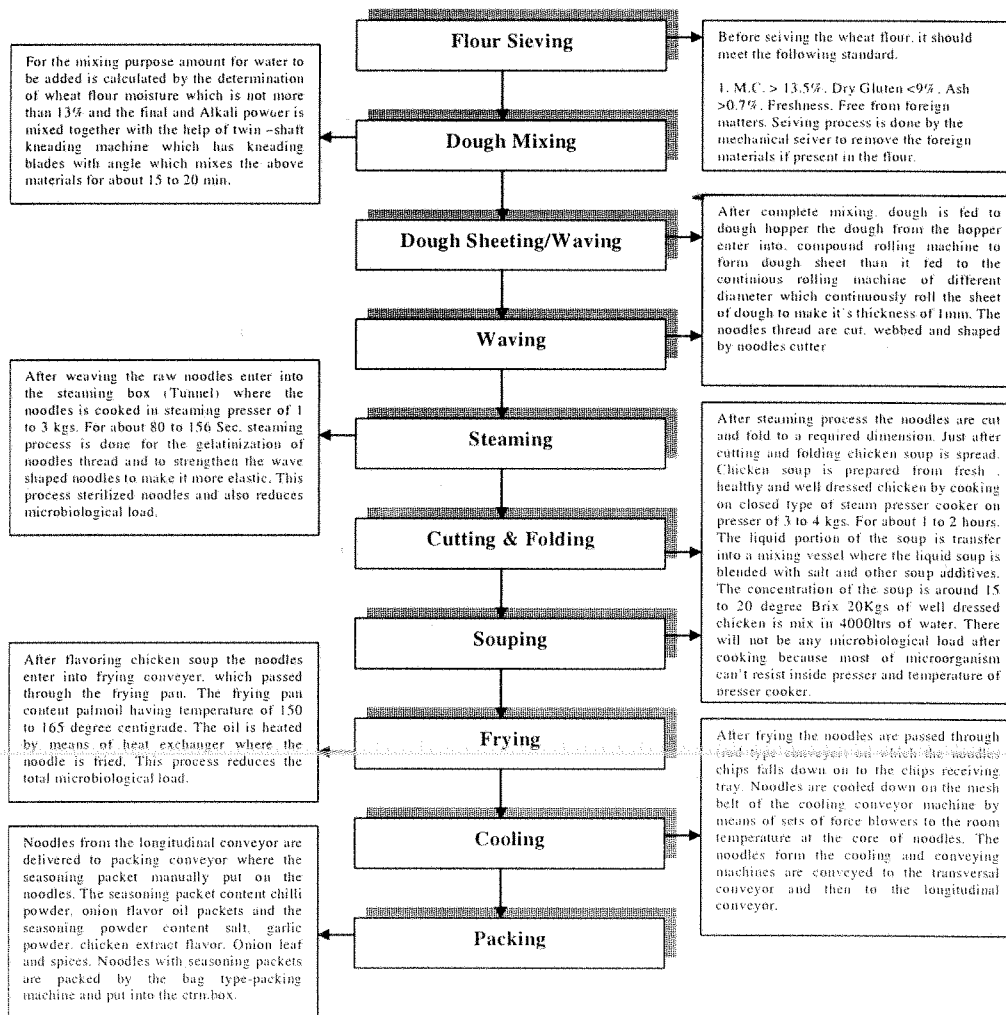 Flour Sieving
Before seiving the wheat flour, it should
meet the following standard.
1. M.C. > 13.5%. Dry Gluten <9%. Ash
>0.7%. Freshness. Free from foreign
matters. Seiving process is done by the
mechanical seiver to remove the foreign
materials if present in the flour.
For the mixing purpose amount for water to
be added is calculated by the determination
of wheat flour moisture which is not more
than 13% and the final and Alkali power is
mixed together with the help of twin –shaft
kneading machine which has kneading
blades with angle which mixes the above
materials for about 15 to 20 min.
Dough Mixing
Dough Sheeting/Waving
After complete mixing, dough is fed to
dough hopper the dough from the hopper
enter into, compound rolling machine to
form dough sheet than it fed to the
continious rolling machine of different
diameter which continuously roll the sheet
of dough to make it's thickness of 1mm. The
noodles thread are cut, webbed and shaped
by noodles cutter
Waving
After weaving the raw noodles enter into
the steaming box (Tunnel) where the
noodles is cooked in steaming presser of 1
to 3 kgs. For about 80 to 156 Sec. steaming
process is done for the gelatinization of
noodles thread and to strengthen the wave
shaped noodles to make it more elastic. This
process sterilized noodles and also reduces
microbiological load.
Steaming
After steaming process the noodles are cut
and fold to a required dimension. Just after
cutting and folding chicken soup is spread.
Chicken soup is prepared from fresh ,
healthy and well dressed chicken by cooking
on closed type of steam presser cooker on
presser of 3 to 4 kgs. For about 1 to 2 hours.
The liquid portion of the soup is transfer
into a mixing vessel where the liquid soup is
blended with salt and other soup additives.
The concentration of the soup is around 15
to 20 degree Brix 20Kgs of well dressed
chicken is mix in 4000ltrs of water. There
will not be any microbiological load after
cooking because most of microorganism
can't resist inside presser and temperature of
presser cooker.
Cutting & Folding
Souping
After flavoring chicken soup the noodles
enter into frying conveyer, which passed
through the frying pan. The frying pan
content palmoil having temperature of 150
to 165 degree centigrade. The oil is heated
by means of heat exchanger where the
noodle is fried. This process reduces the
total microbiological load.
Frying
After frying the noodles are passed through
type conveyers on which the noodles
chips falls down on to the chips receiving
tray. Noodles are cooled down on the mesh
belt of the cooling conveyor machine by
means of sets of force blowers to the room
temperature at the core of noodles. The
noodles form the cooling and conveying
machines are conveyed to the transversal
conveyor and then to the longitudinal
conveyor.
Cooling
Noodles from the longitudinal conveyor are
delivered to packing conveyor where the
seasoning packet manually put on the
noodles. The seasoning packet content chilli
powder, onion flavor oil packets and the
seasoning powder content salt, garlic
powder, chicken extract flavor. Onion leaf
and spices. Noodles with seasoning packets
are packed by the bag type-packing
machine and put into the ctrn.box.
Packing